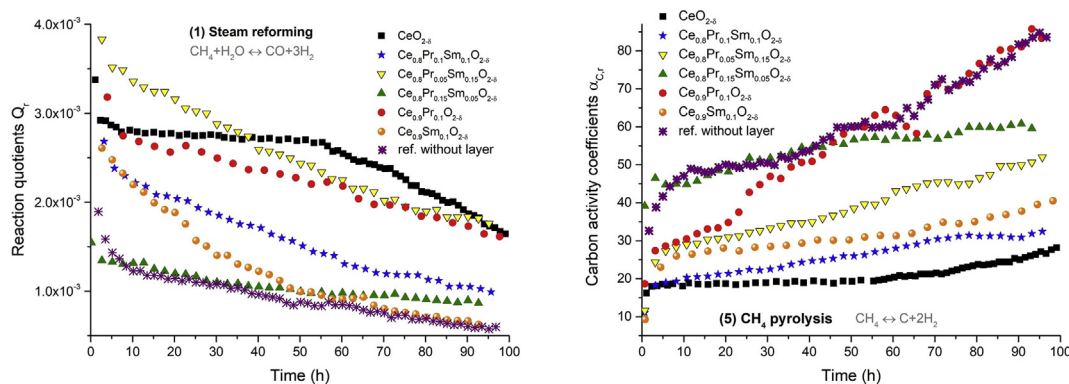 4.0x10⁻³
3.0x10⁻³
2.0x10⁻³
1.0x10⁻³
Reaction quotients Qᵣ
(1) Steam reforming
CH₄+H₂O ↔ CO+3H₂
CeO₂₋δ
Ce₀.₈Pr₀.₁Sm₀.₁O₂₋δ
Ce₀.₈Pr₀.₀₅Sm₀.₁₅O₂₋δ
Ce₀.₈Pr₀.₁₅Sm₀.₀₅O₂₋δ
Ce₀.₉Pr₀.₁O₂₋δ
Ce₀.₉Sm₀.₁O₂₋δ
ref. without layer
0 10 20 30 40 50 60 70 80 90 100
Time (h)
80
70
60
50
40
30
20
10
0
Carbon activity coefficients α_C,r
CeO₂₋δ
Ce₀.₈Pr₀.₁Sm₀.₁O₂₋δ
Ce₀.₈Pr₀.₀₅Sm₀.₁₅O₂₋δ
Ce₀.₈Pr₀.₁₅Sm₀.₀₅O₂₋δ
Ce₀.₉Pr₀.₁O₂₋δ
Ce₀.₉Sm₀.₁O₂₋δ
ref. without layer
(5) CH₄ pyrolysis CH₄ ↔ C+2H₂
0 10 20 30 40 50 60 70 80 90 100
Time (h)